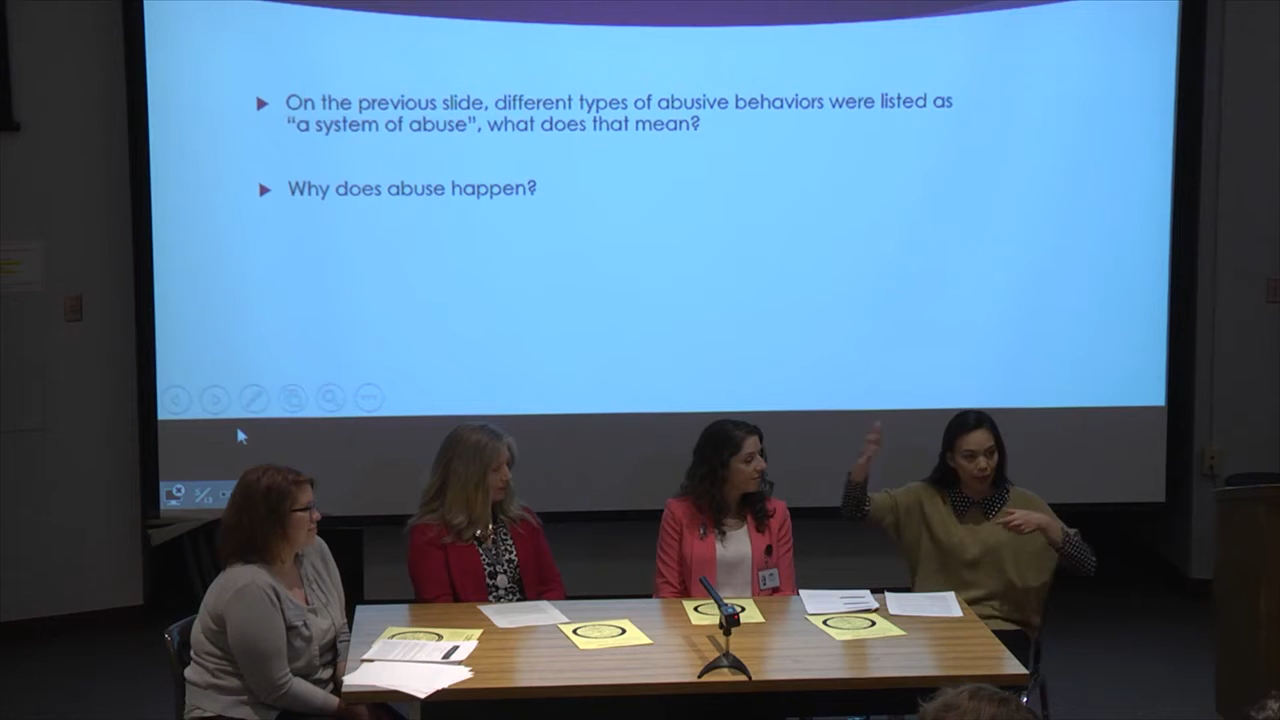 On the previous slide, different types of abusive behaviors were listed as
“a system of abuse”, what does that mean?
Why does abuse happen?